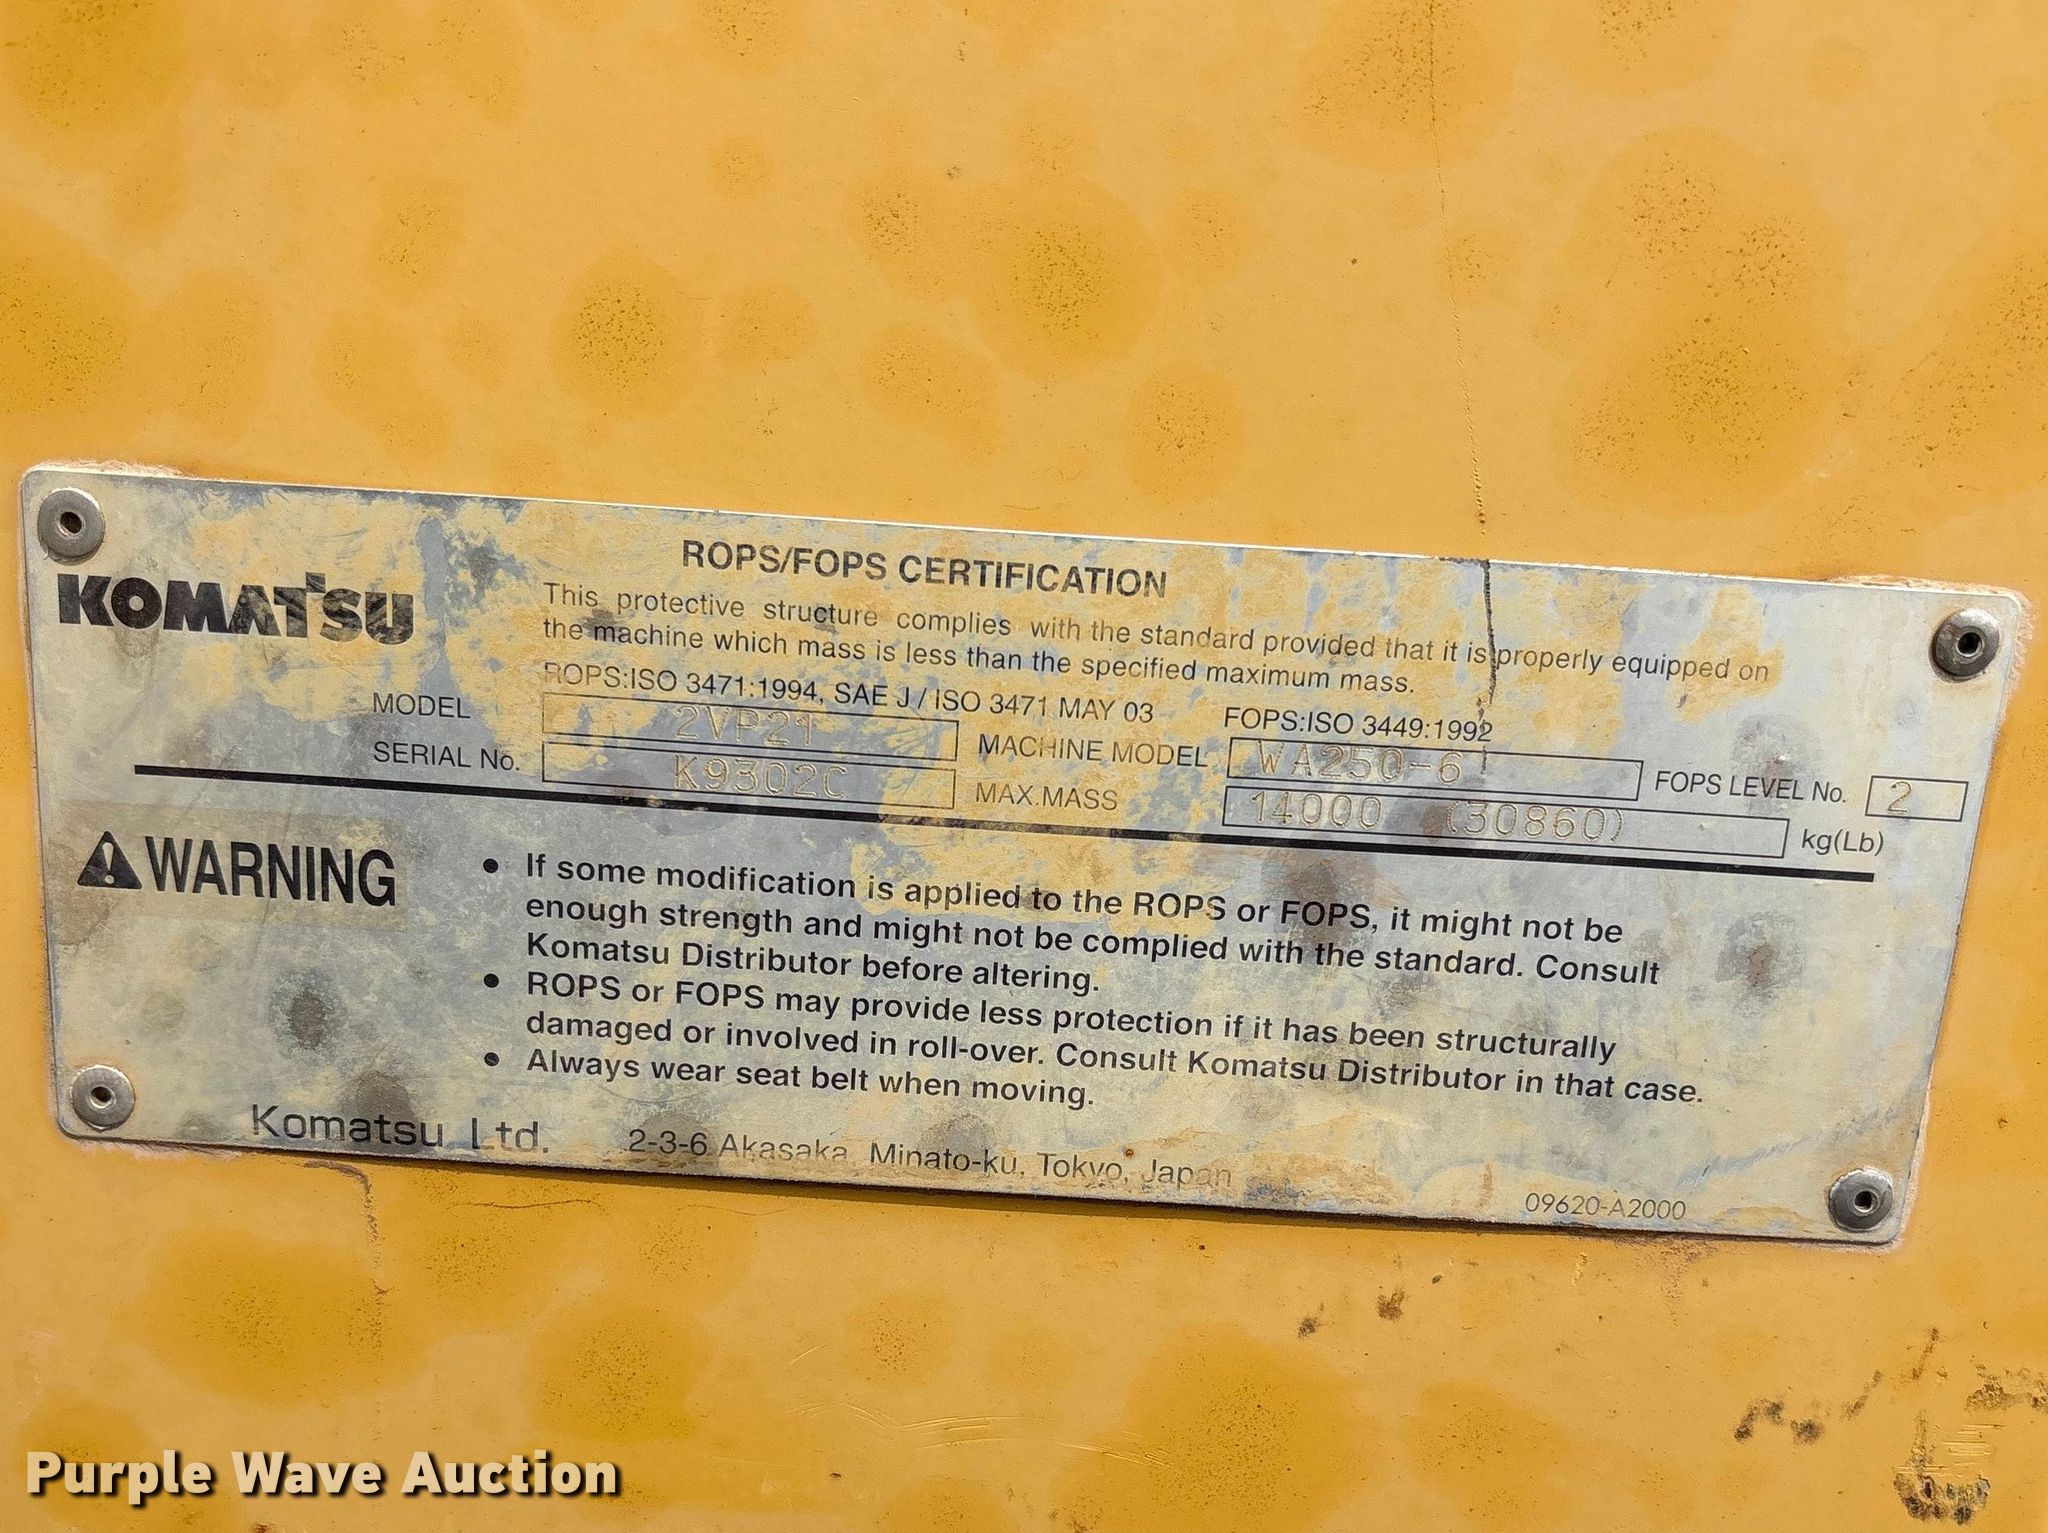 KOMATSU
ROPS/FOPS CERTIFICATION
This protective structure complies with the standard provided that it is properly equipped on
the machine which mass is less than the specified maximum mass.
ROPS:ISO 3471:1994, SAE J / ISO 3471 MAY 03 FOPS:ISO 3449:1992
MODEL 2VP21 MACHINE MODEL WA250-6 FOPS LEVEL No. 2
SERIAL No. K9302C MAX.MASS 14000 (30860) kg(Lb)
WARNING
• If some modification is applied to the ROPS or FOPS, it might not be
enough strength and might not be complied with the standard. Consult
Komatsu Distributor before altering.
• ROPS or FOPS may provide less protection if it has been structurally
damaged or involved in roll-over. Consult Komatsu Distributor in that case.
• Always wear seat belt when moving.
Komatsu Ltd. 2-3-6 Akasaka, Minato-ku, Tokyo, Japan
09620-A2000
Purple Wave Auction